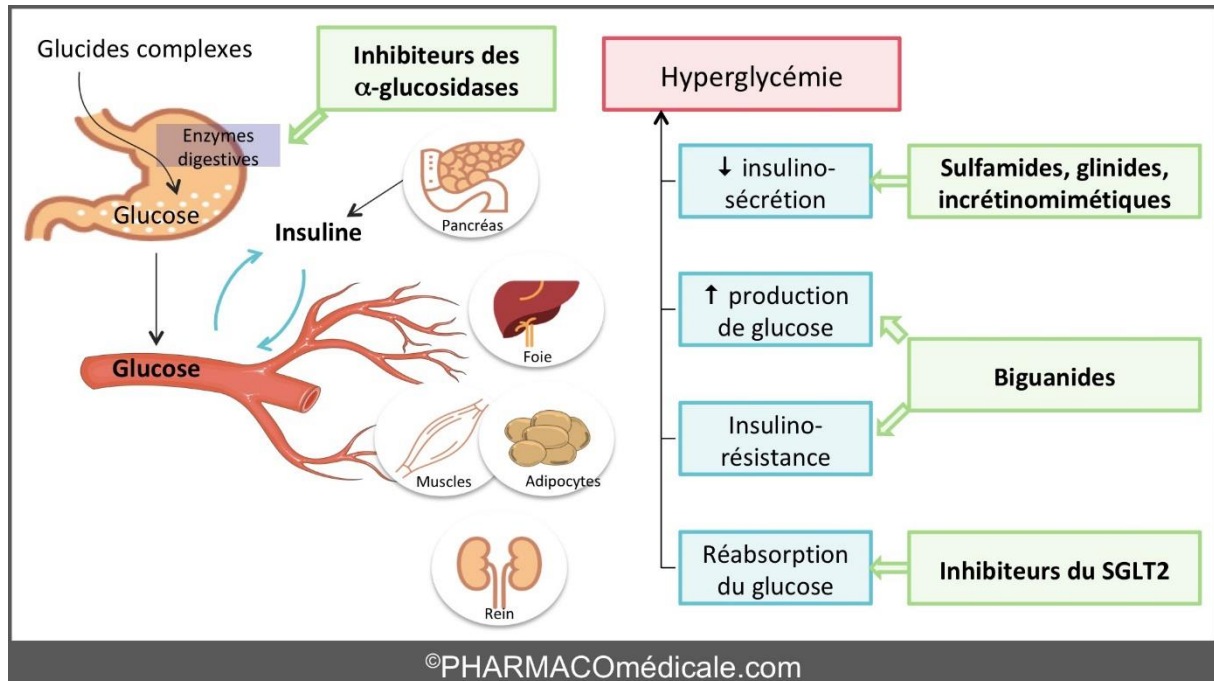 Glucides complexes
Inhibiteurs des
α-glucosidases
Enzymes
digestives
Glucose
Insuline
Pancréas
Foie
Glucose
Muscles
Adipocytes
Rein
Hyperglycémie
↓ insulino-
sécrétion
Sulfamides, glinides,
incrétinomimétiques
↑ production
de glucose
Biguanides
Insulino-
résistance
Réabsorption
du glucose
Inhibiteurs du SGLT2
©PHARMACOmédicale.com